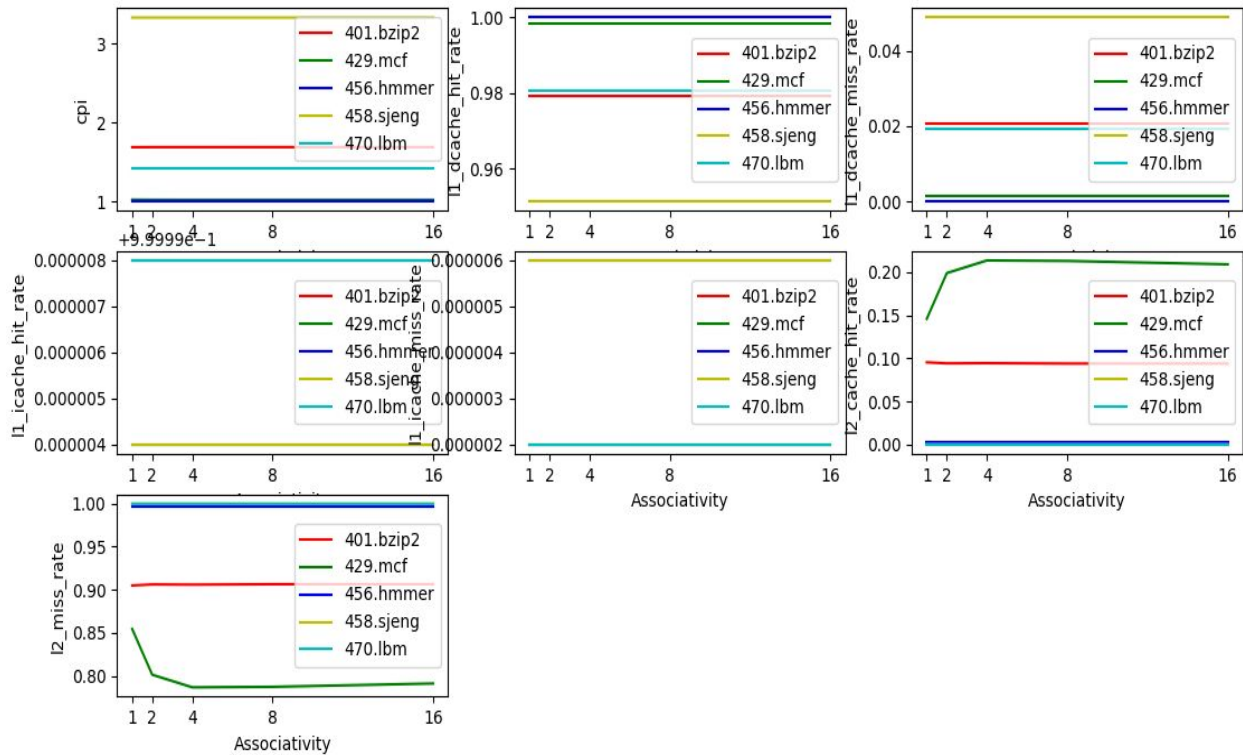 cpi
3
2
1
1 2 4 8 16
401.bzip2
429.mcf
456.hmmer
458.sjeng
470.lbm
l1_dcache_hit_rate
1.00
0.98
0.96
1 2 4 8 16
401.bzip2
429.mcf
456.hmmer
458.sjeng
470.lbm
l1_dcache_miss_rate
0.04
0.02
0.00
1 2 4 8 16
Associativity
401.bzip2
429.mcf
456.hmmer
458.sjeng
470.lbm
+9.9999e−1
l1_icache_hit_rate
0.000008
0.000007
0.000006
0.000005
0.000004
1 2 4 8 16
Associativity
401.bzip2
429.mcf
456.hmmer
458.sjeng
470.lbm
l1_icache_miss_rate
0.000006
0.000005
0.000004
0.000003
0.000002
1 2 4 8 16
Associativity
401.bzip2
429.mcf
456.hmmer
458.sjeng
470.lbm
l2_cache_hit_rate
0.20
0.15
0.10
0.05
0.00
1 2 4 8 16
Associativity
401.bzip2
429.mcf
456.hmmer
458.sjeng
470.lbm
l2_miss_rate
1.00
0.95
0.90
0.85
0.80
1 2 4 8 16
Associativity
401.bzip2
429.mcf
456.hmmer
458.sjeng
470.lbm